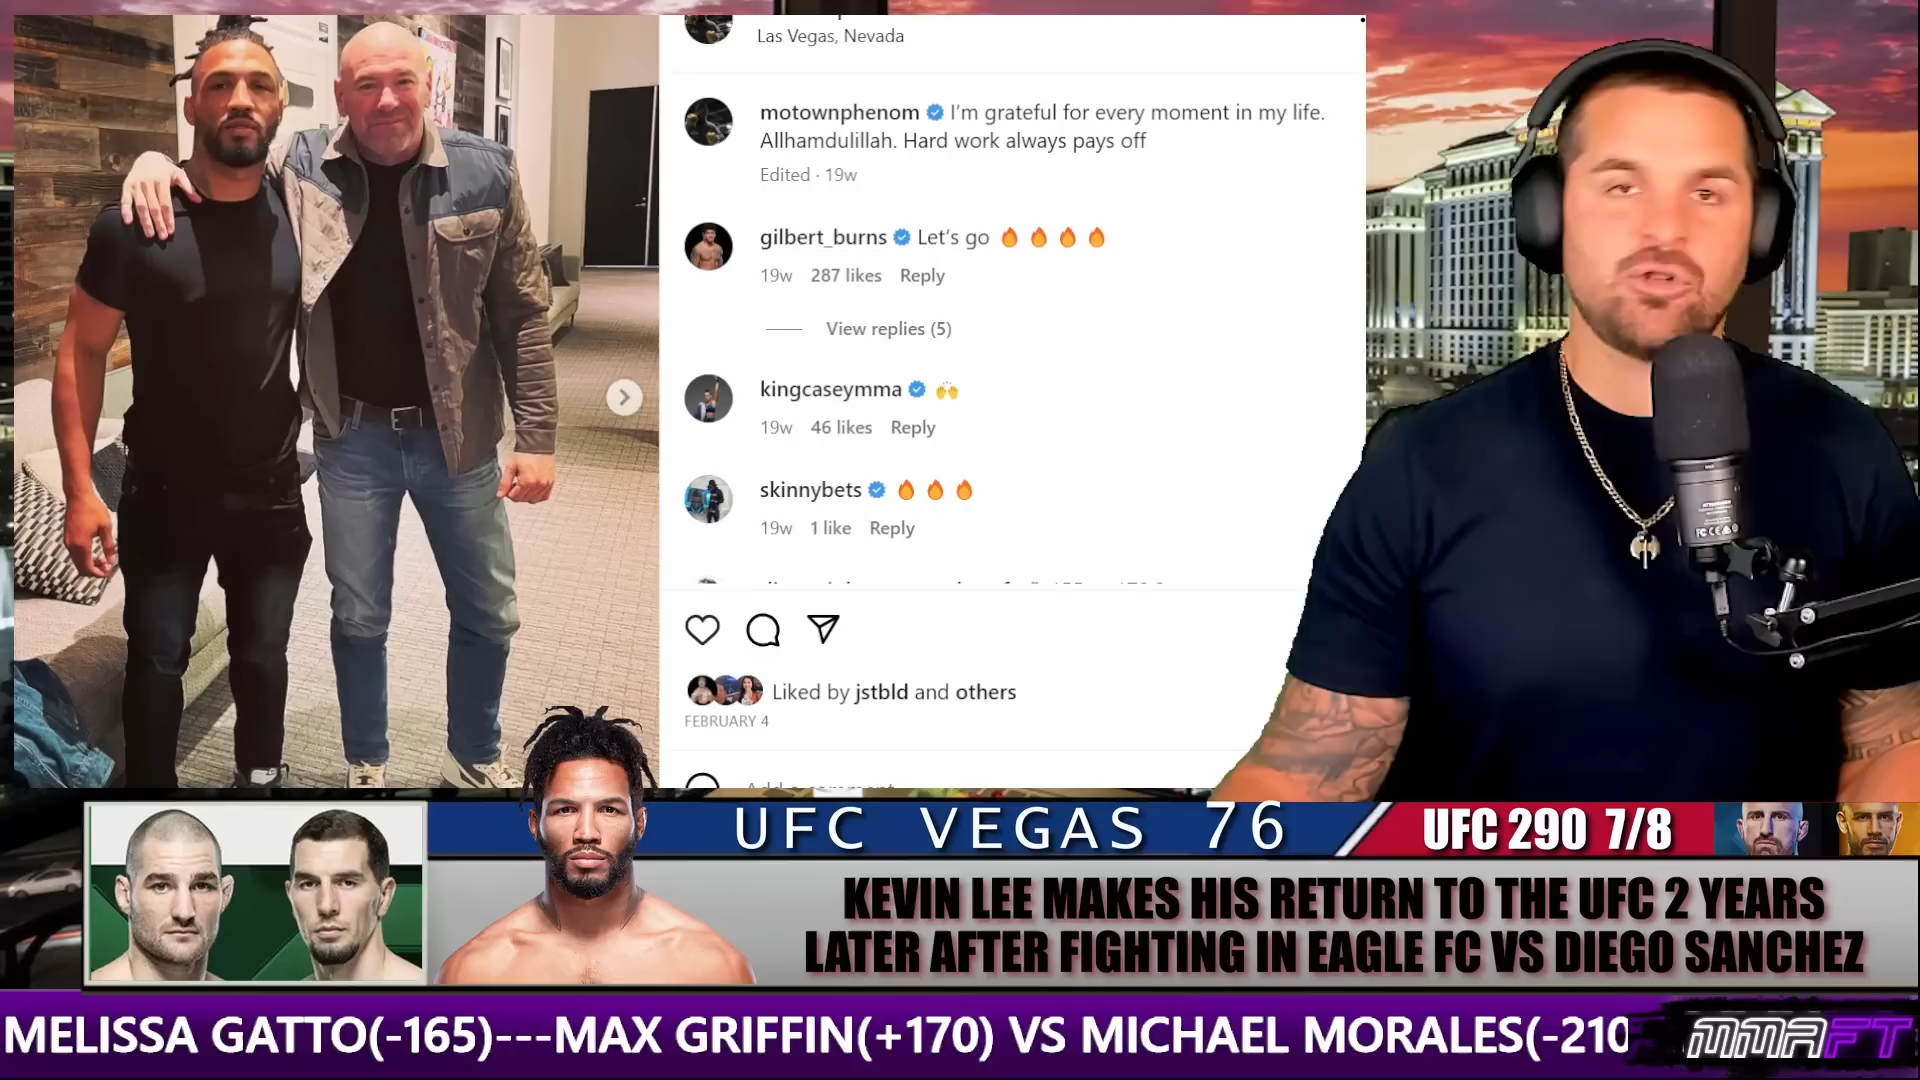 Las Vegas, Nevada
motownphenom I'm grateful for every moment in my life.
Allhamdulillah. Hard work always pays off
Edited · 19w
gilbert_burns Let's go 🔥 🔥 🔥 🔥
19w 287 likes Reply
View replies (5)
kingcaseymma 🙌
19w 46 likes Reply
skinnybets 🔥 🔥 🔥
19w 1 like Reply
Liked by jstbld and others
FEBRUARY 4
Add a comment
UFC VEGAS 76
UFC 290 7/8
KEVIN LEE MAKES HIS RETURN TO THE UFC 2 YEARS
LATER AFTER FIGHTING IN EAGLE FC VS DIEGO SANCHEZ
MELISSA GATTO(-165)---MAX GRIFFIN(+170) VS MICHAEL MORALES(-210
MMAFT